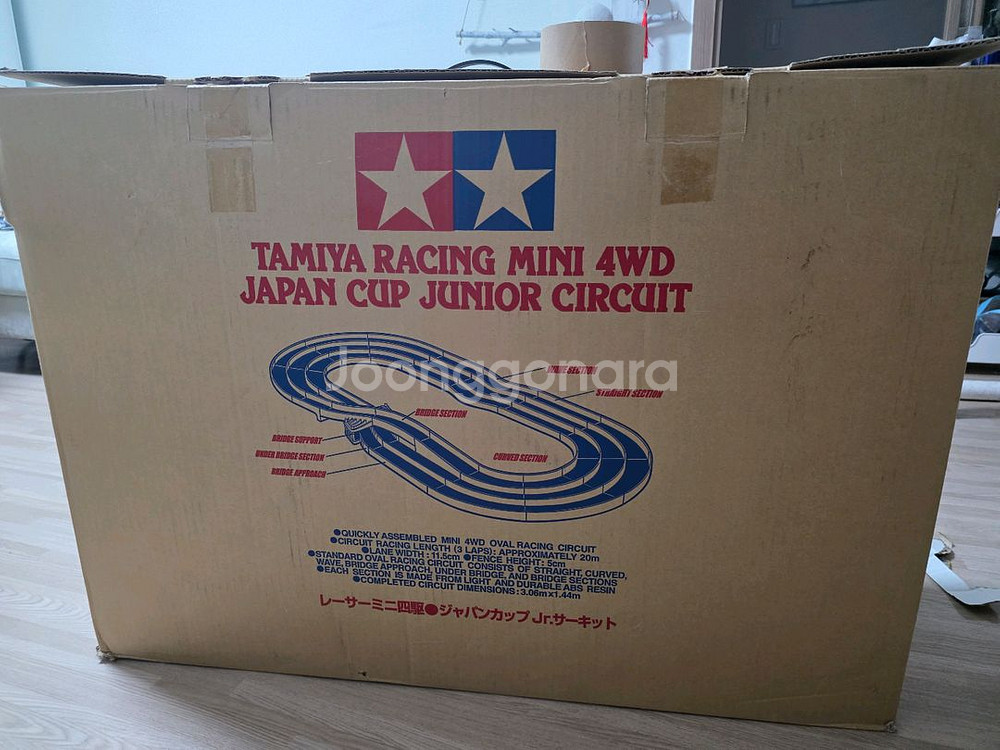 TAMIYA RACING MINI 4WD
JAPAN CUP JUNIOR CIRCUIT
Joonggonara
WAVE SECTION
STRAIGHT SECTION
BRIDGE SECTION
BRIDGE SUPPORT
UNDER BRIDGE SECTION
CURVED SECTION
BRIDGE APPROACH
●QUICKLY ASSEMBLED MINI 4WD OVAL RACING CIRCUIT
●CIRCUIT RACING LENGTH (3 LAPS): APPROXIMATELY 20m
●LANE WIDTH : 11.5cm ●FENCE HEIGHT: 5cm
●STANDARD OVAL RACING CIRCUIT CONSISTS OF STRAIGHT, CURVED,
WAVE, BRIDGE APPROACH, UNDER BRIDGE, AND BRIDGE SECTIONS
●EACH SECTION IS MADE FROM LIGHT AND DURABLE ABS RESIN
●COMPLETED CIRCUIT DIMENSIONS : 3.06m×1.44m
レーサーミニ四駆●ジャパンカップ Jr.サーキット